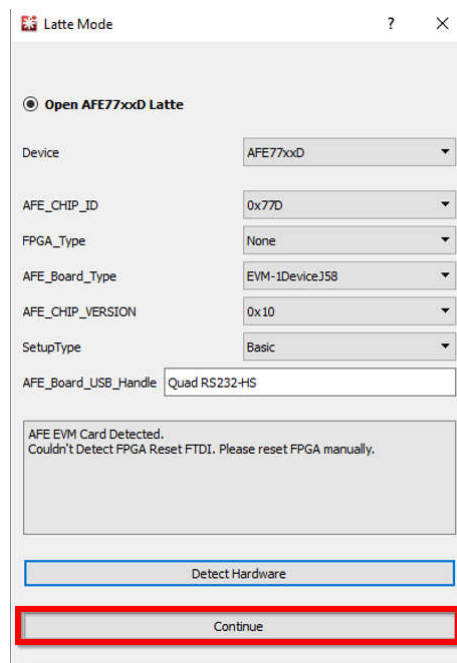 Latte Mode ?
Open AFE77xxD Latte
Device AFE77xxD
AFE_CHIP_ID 0x77D
FPGA_Type None
AFE_Board_Type EVM-1DeviceJ58
AFE_CHIP_VERSION 0x10
SetupType Basic
AFE_Board_USB_Handle Quad RS232-HS
AFE EVM Card Detected.
Couldn't Detect FPGA Reset FTDI. Please reset FPGA manually.
Detect Hardware
Continue